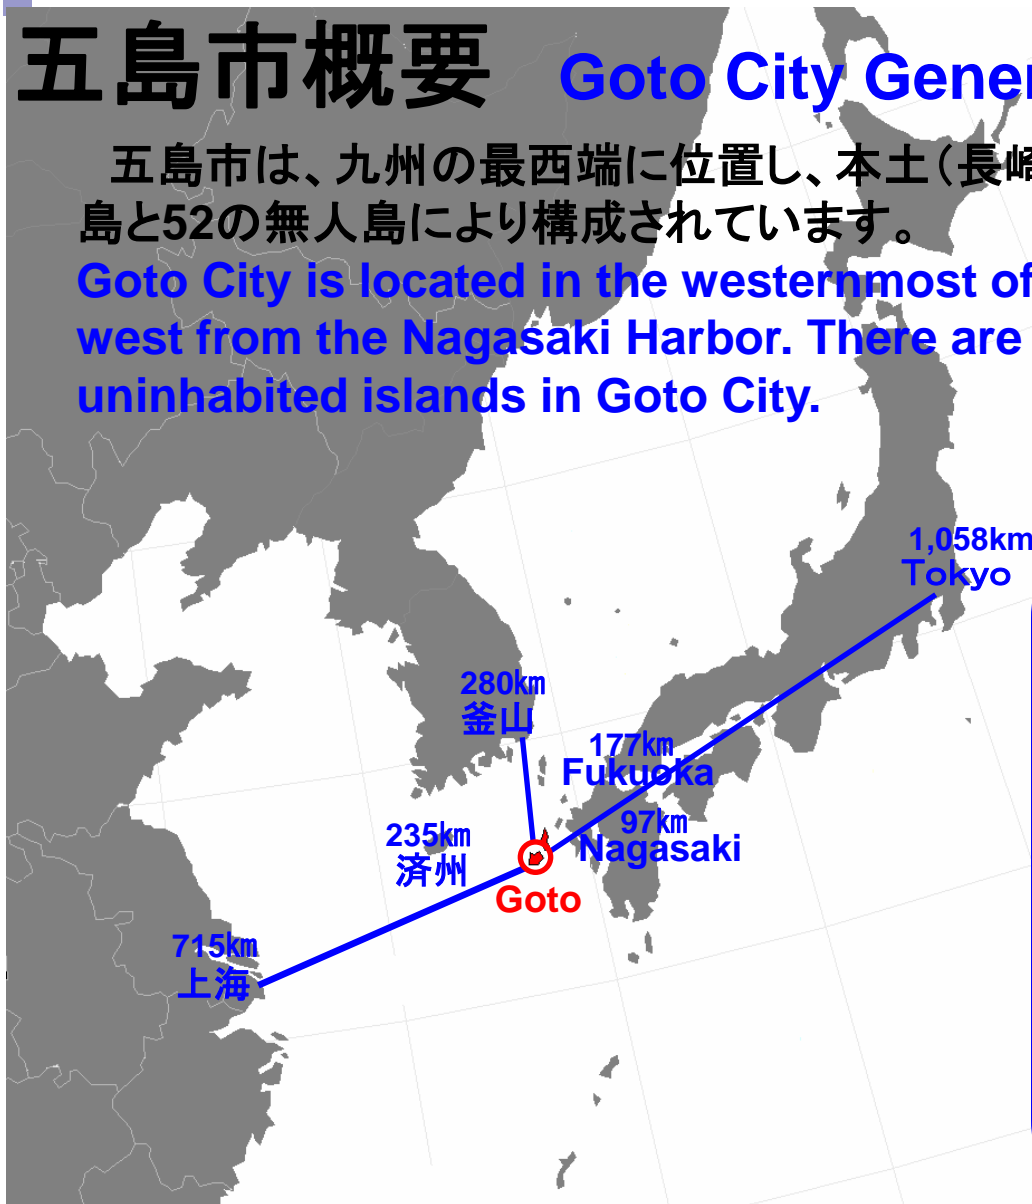 五島市概要 Goto City Gener
五島市は、九州の最西端に位置し、本土（長崎
島と52の無人島により構成されています。
Goto City is located in the westernmost of
west from the Nagasaki Harbor. There are
uninhabited islands in Goto City.
1,058km
Tokyo
280㎞
釜山
177㎞
Fukuoka
97㎞
Nagasaki
235㎞
済州
Goto
715㎞
上海